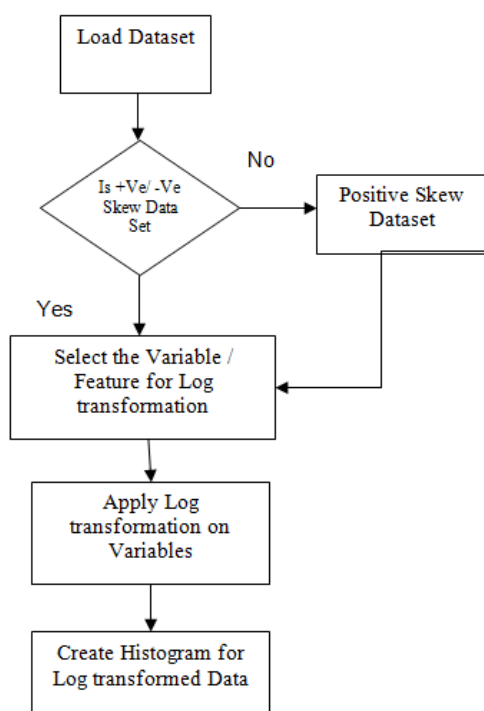 Load Dataset
Is +Ve/ -Ve
Skew Data
Set
No
Positive Skew
Dataset
Yes
Select the Variable /
Feature for Log
transformation
Apply Log
transformation on
Variables
Create Histogram for
Log transformed Data